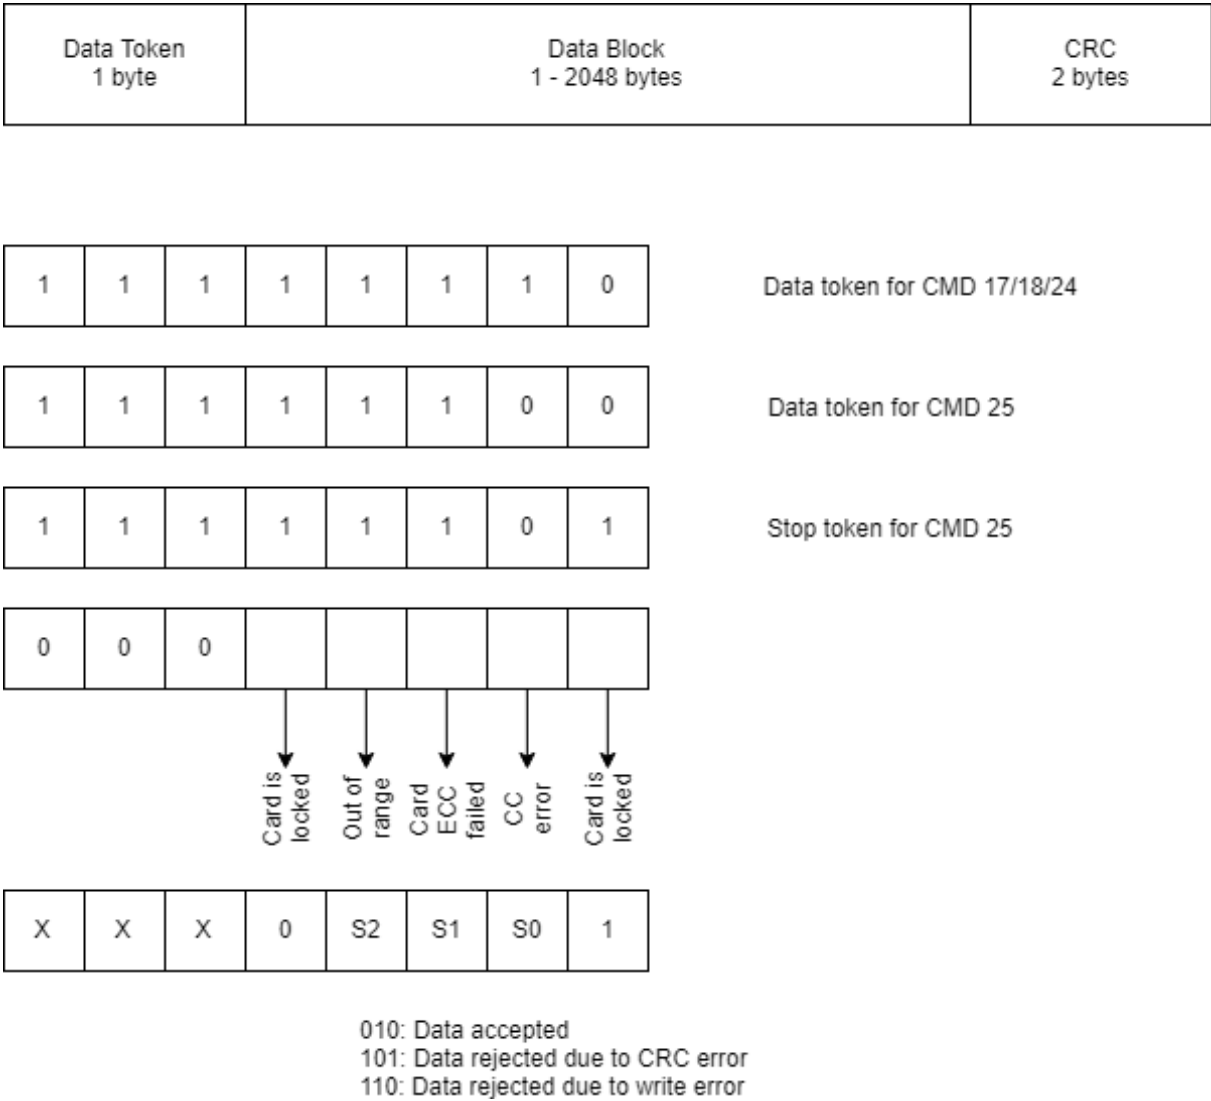 Data Token
1 byte
Data Block
1 - 2048 bytes
CRC
2 bytes
1 1 1 1 1 1 1 0
Data token for CMD 17/18/24
1 1 1 1 1 1 0 0
Data token for CMD 25
1 1 1 1 1 1 0 1
Stop token for CMD 25
0 0 0
Card is
locked
Out of
range
Card
ECC
failed
CC
error
Card is
locked
X X X 0 S2 S1 S0 1
010: Data accepted
101: Data rejected due to CRC error
110: Data rejected due to write error